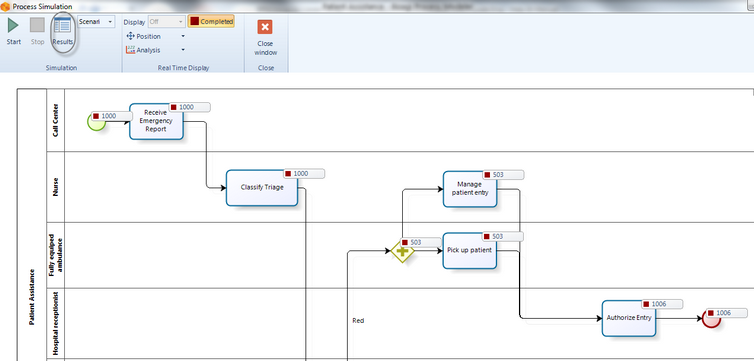 Process Simulation
Start
Stop
Results
Scenari
Display
Off
Completed
Position
Analysis
Close window
Simulation
Real Time Display
Close
Patient Assistance
Call Center
1000
Receive
Emergency
Report
1000
Nurse
Classify Triage
1000
Manage
patient entry
503
Fully equiped
ambulance
503
Pick up patient
503
Hospital receptionist
Red
Authorize Entry
1006
1006